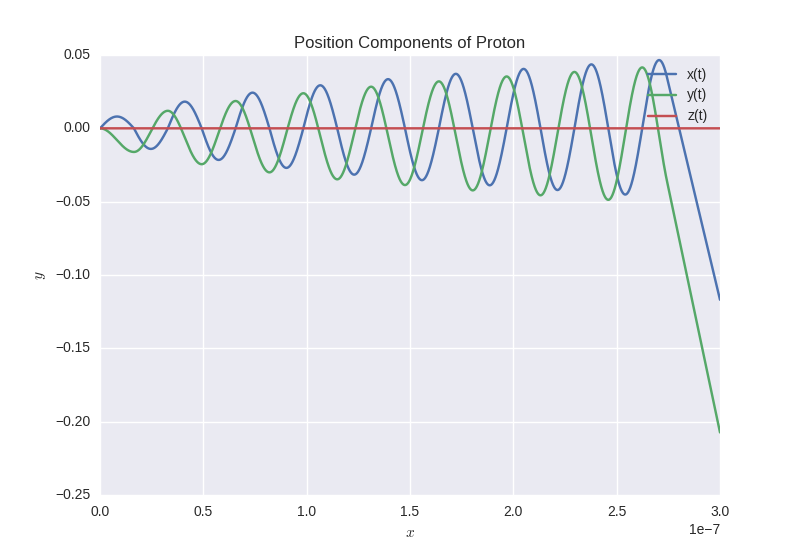 Position Components of Proton
x(t)
y(t)
z(t)
0.05
0.00
−0.05
−0.10
−0.15
−0.20
−0.25
y
0.0 0.5 1.0 1.5 2.0 2.5 3.0
1e−7
x